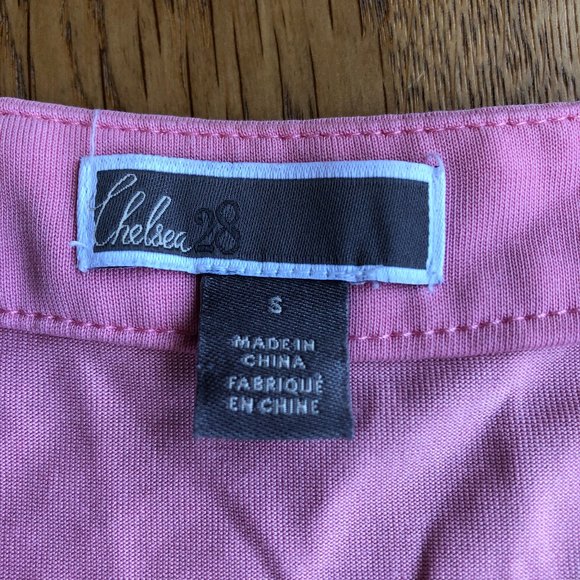 Chelsea28
S
MADE IN
CHINA
FABRIQUÉ
EN CHINE